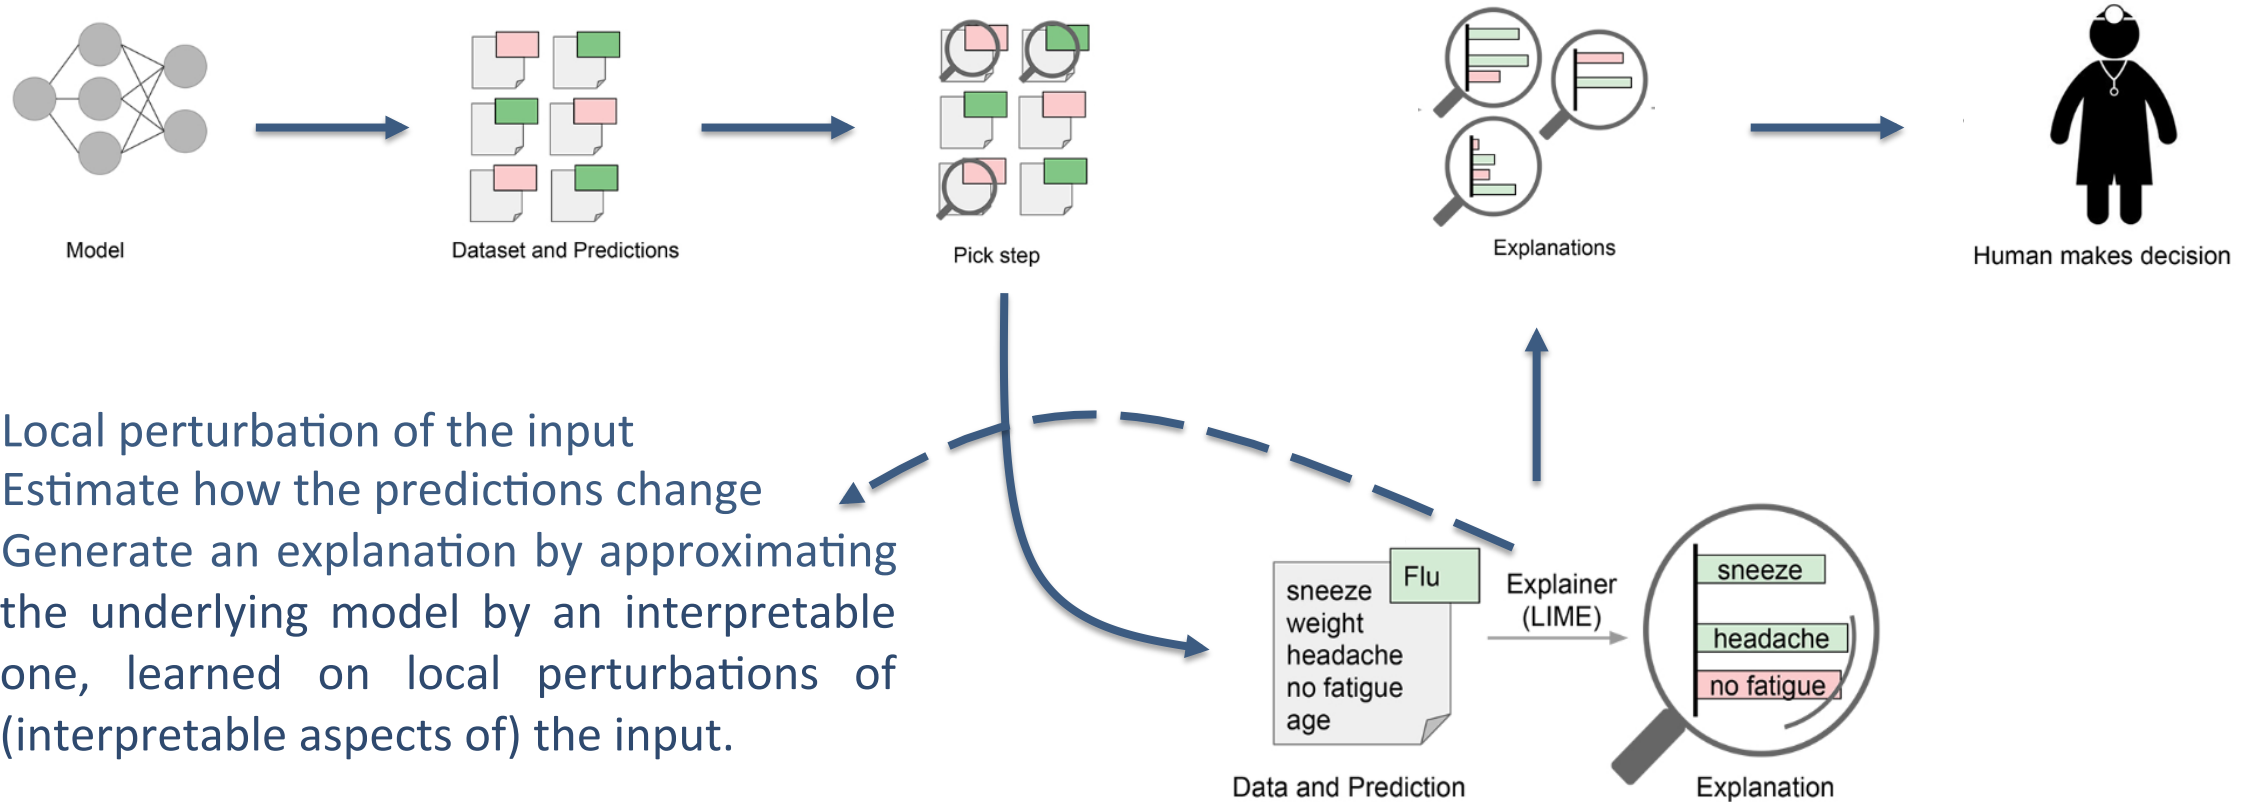 Model
Dataset and Predictions
Pick step
Explanations
Human makes decision
Local perturbation of the input
Estimate how the predictions change
Generate an explanation by approximating
the underlying model by an interpretable
one, learned on local perturbations of
(interpretable aspects of) the input.
Flu
sneeze
weight
headache
no fatigue
age
Data and Prediction
Explainer
(LIME)
sneeze
headache
no fatigue
Explanation